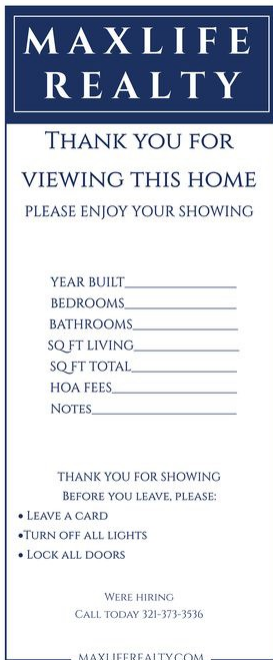 MAXLIFE
REALTY
THANK YOU FOR
VIEWING THIS HOME
PLEASE ENJOY YOUR SHOWING
YEAR BUILT
BEDROOMS
BATHROOMS
SQ FT LIVING
SQ FT TOTAL
HOA FEES
NOTES
THANK YOU FOR SHOWING
BEFORE YOU LEAVE, PLEASE:
• LEAVE A CARD
•TURN OFF ALL LIGHTS
• LOCK ALL DOORS
WERE HIRING
CALL TODAY 321-373-3536
MAXLIFEREALTY.COM